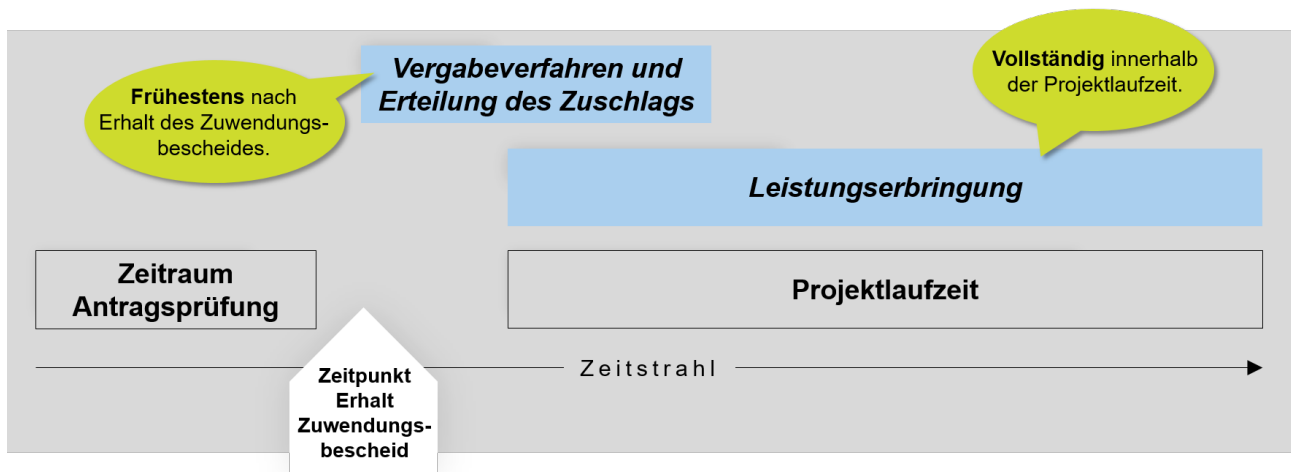 Vergabeverfahren und
Erteilung des Zuschlags
Frühestens nach
Erhalt des Zuwendungs-
bescheides.
Vollständig innerhalb
der Projektlaufzeit.
Leistungserbringung
Zeitraum
Antragsprüfung
Projektlaufzeit
Zeitstrahl
Zeitpunkt
Erhalt
Zuwendungs-
bescheid